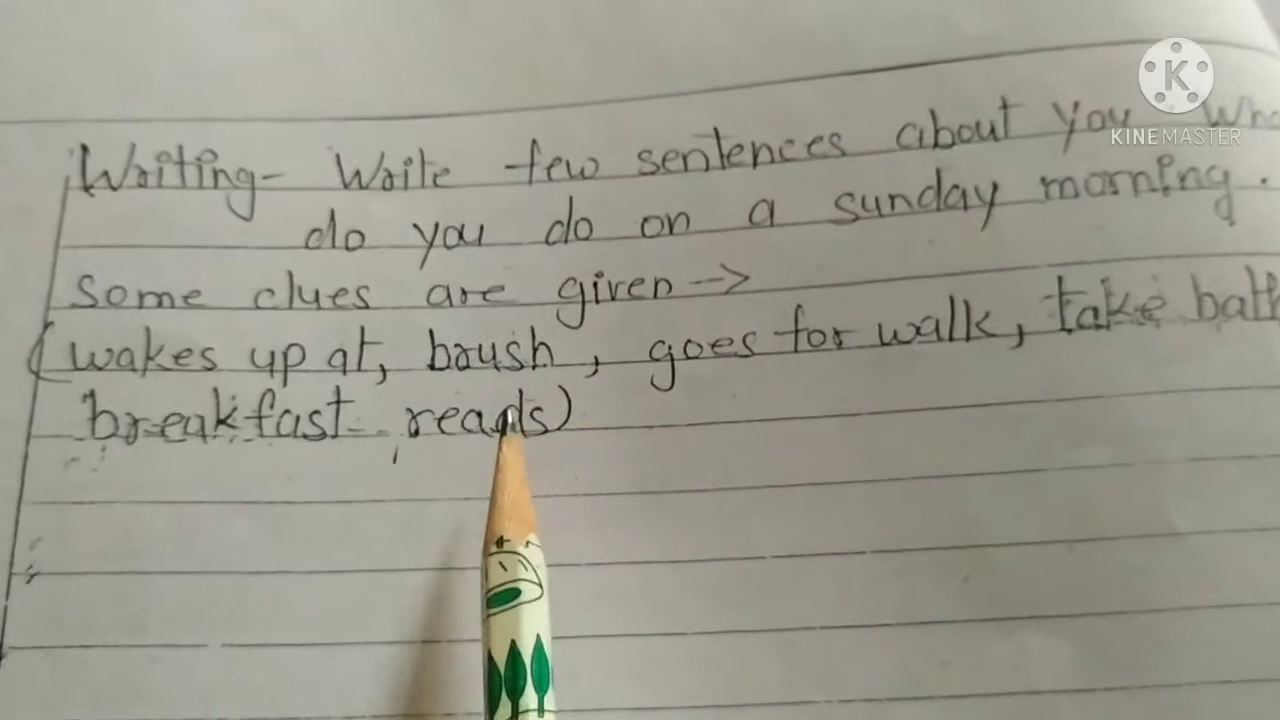 KINEMASTER
Writing- Write few sentences about you. Wha
do you do on a sunday morning.
Some clues are given ->
(wakes up at, brush, goes for walk, take bath
breakfast, reads)